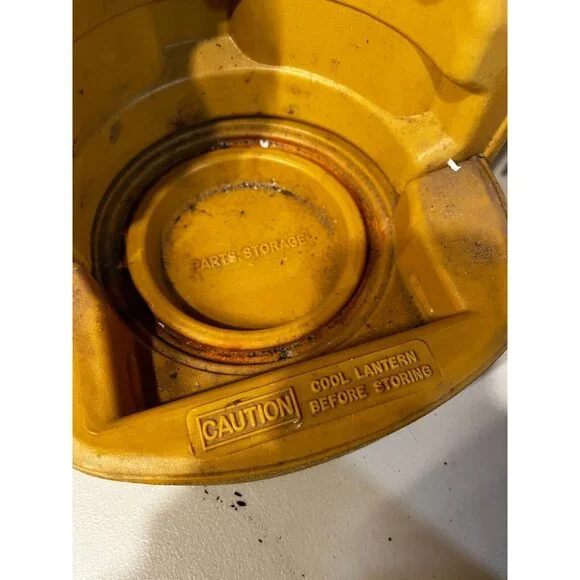 PARTS STORAGE
CAUTION
COOL LANTERN
BEFORE STORING